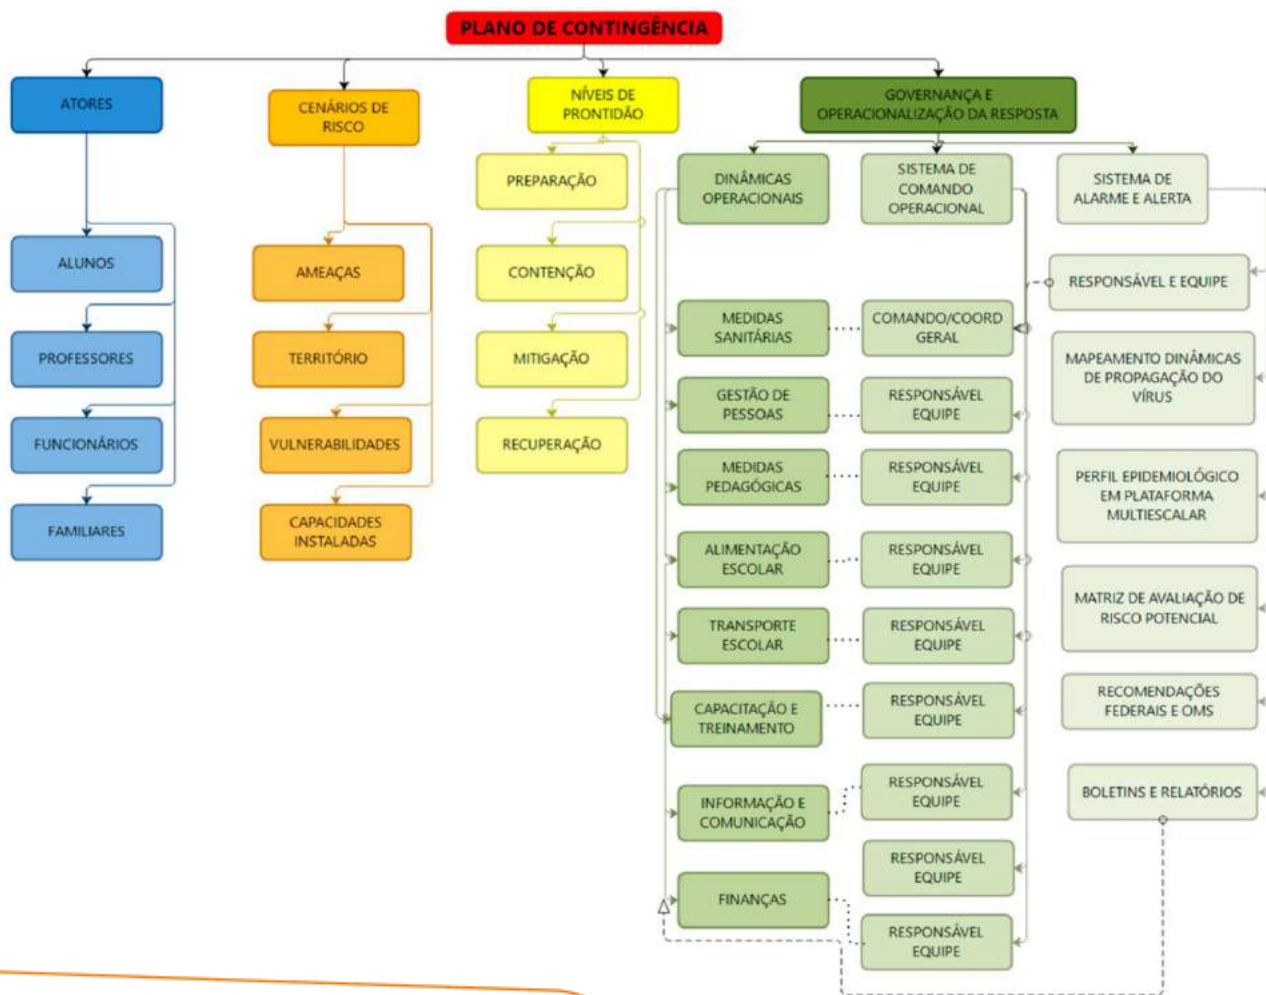 PLANO DE CONTINGÊNCIA
ATORES
ALUNOS
PROFESSORES
FUNCIONÁRIOS
FAMILIARES
CENÁRIOS DE
RISCO
AMEAÇAS
TERRITÓRIO
VULNERABILIDADES
CAPACIDADES
INSTALADAS
NÍVEIS DE
PRONTIDÃO
PREPARAÇÃO
CONTENÇÃO
MITIGAÇÃO
RECUPERAÇÃO
GOVERNANÇA E
OPERACIONALIZAÇÃO DA RESPOSTA
DINÂMICAS
OPERACIONAIS
MEDIDAS
SANITÁRIAS
GESTÃO DE
PESSOAS
MEDIDAS
PEDAGÓGICAS
ALIMENTAÇÃO
ESCOLAR
TRANSPORTE
ESCOLAR
CAPACITAÇÃO E
TREINAMENTO
INFORMAÇÃO E
COMUNICAÇÃO
FINANÇAS
SISTEMA DE
COMANDO
OPERACIONAL
COMANDO/COORD
GERAL
RESPONSÁVEL
EQUIPE
RESPONSÁVEL
EQUIPE
RESPONSÁVEL
EQUIPE
RESPONSÁVEL
EQUIPE
RESPONSÁVEL
EQUIPE
RESPONSÁVEL
EQUIPE
RESPONSÁVEL
EQUIPE
RESPONSÁVEL
EQUIPE
SISTEMA DE
ALARME E ALERTA
RESPONSÁVEL E EQUIPE
MAPEAMENTO DINÂMICAS
DE PROPAGAÇÃO DO
VÍRUS
PERFIL EPIDEMIOLÓGICO
EM PLATAFORMA
MULTIESCALAR
MATRIZ DE AVALIAÇÃO DE
RISCO POTENCIAL
RECOMENDAÇÕES
FEDERAIS E OMS
BOLETINS E RELATÓRIOS